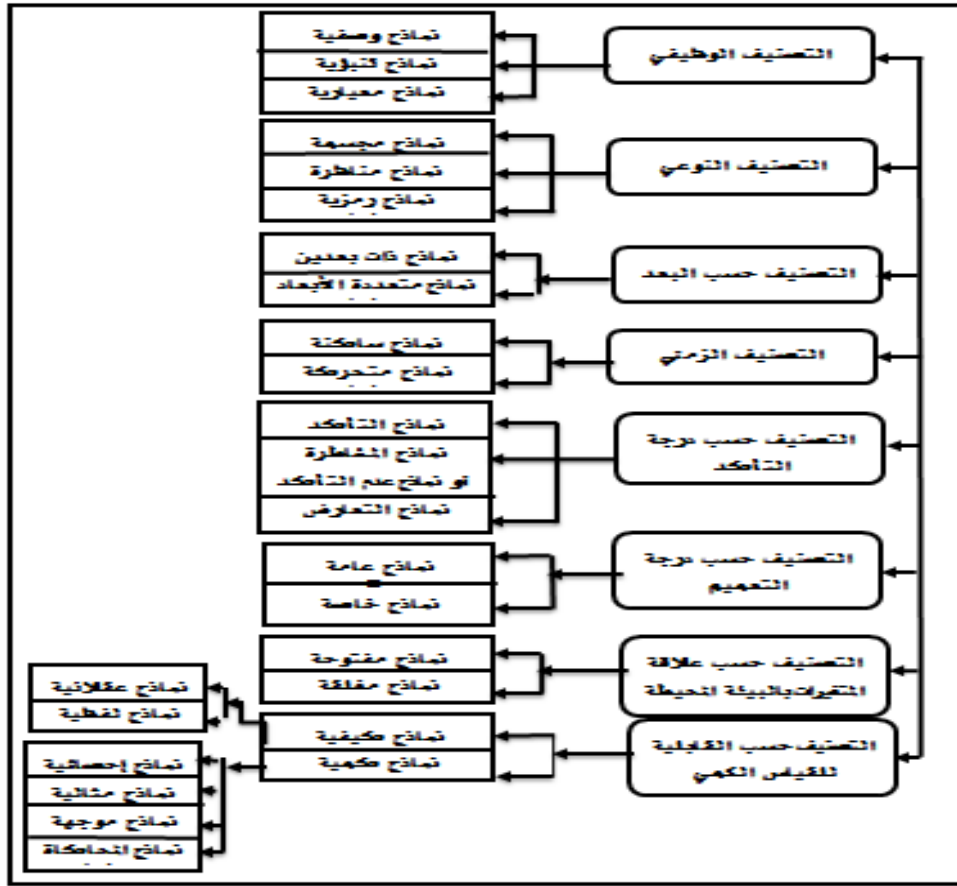 التصنيف الوظيفي
نماذج وصفية
نماذج تنبؤية
نماذج معيارية
التصنيف النوعي
نماذج مجسمة
نماذج مناظرة
نماذج رمزية
التصنيف حسب البعد
نماذج ذات بعدين
نماذج متعددة الأبعاد
التصنيف الزمني
نماذج ساكنة
نماذج متحركة
التصنيف حسب درجة
التأكد
نماذج التأكد
نماذج المخاطرة
أو نماذج عدم التأكد
نماذج التعارض
التصنيف حسب درجة
التعميم
نماذج عامة
نماذج خاصة
التصنيف حسب علاقة
المتغيرات بالبيئة المحيطة
نماذج مفتوحة
نماذج مغلقة
التصنيف حسب القابلية
للقياس الكمي
نماذج كيفية
نماذج كمية
نماذج عقلانية
نماذج لفظية
نماذج إحصائية
نماذج مثالية
نماذج موجهة
نماذج المحاكاة